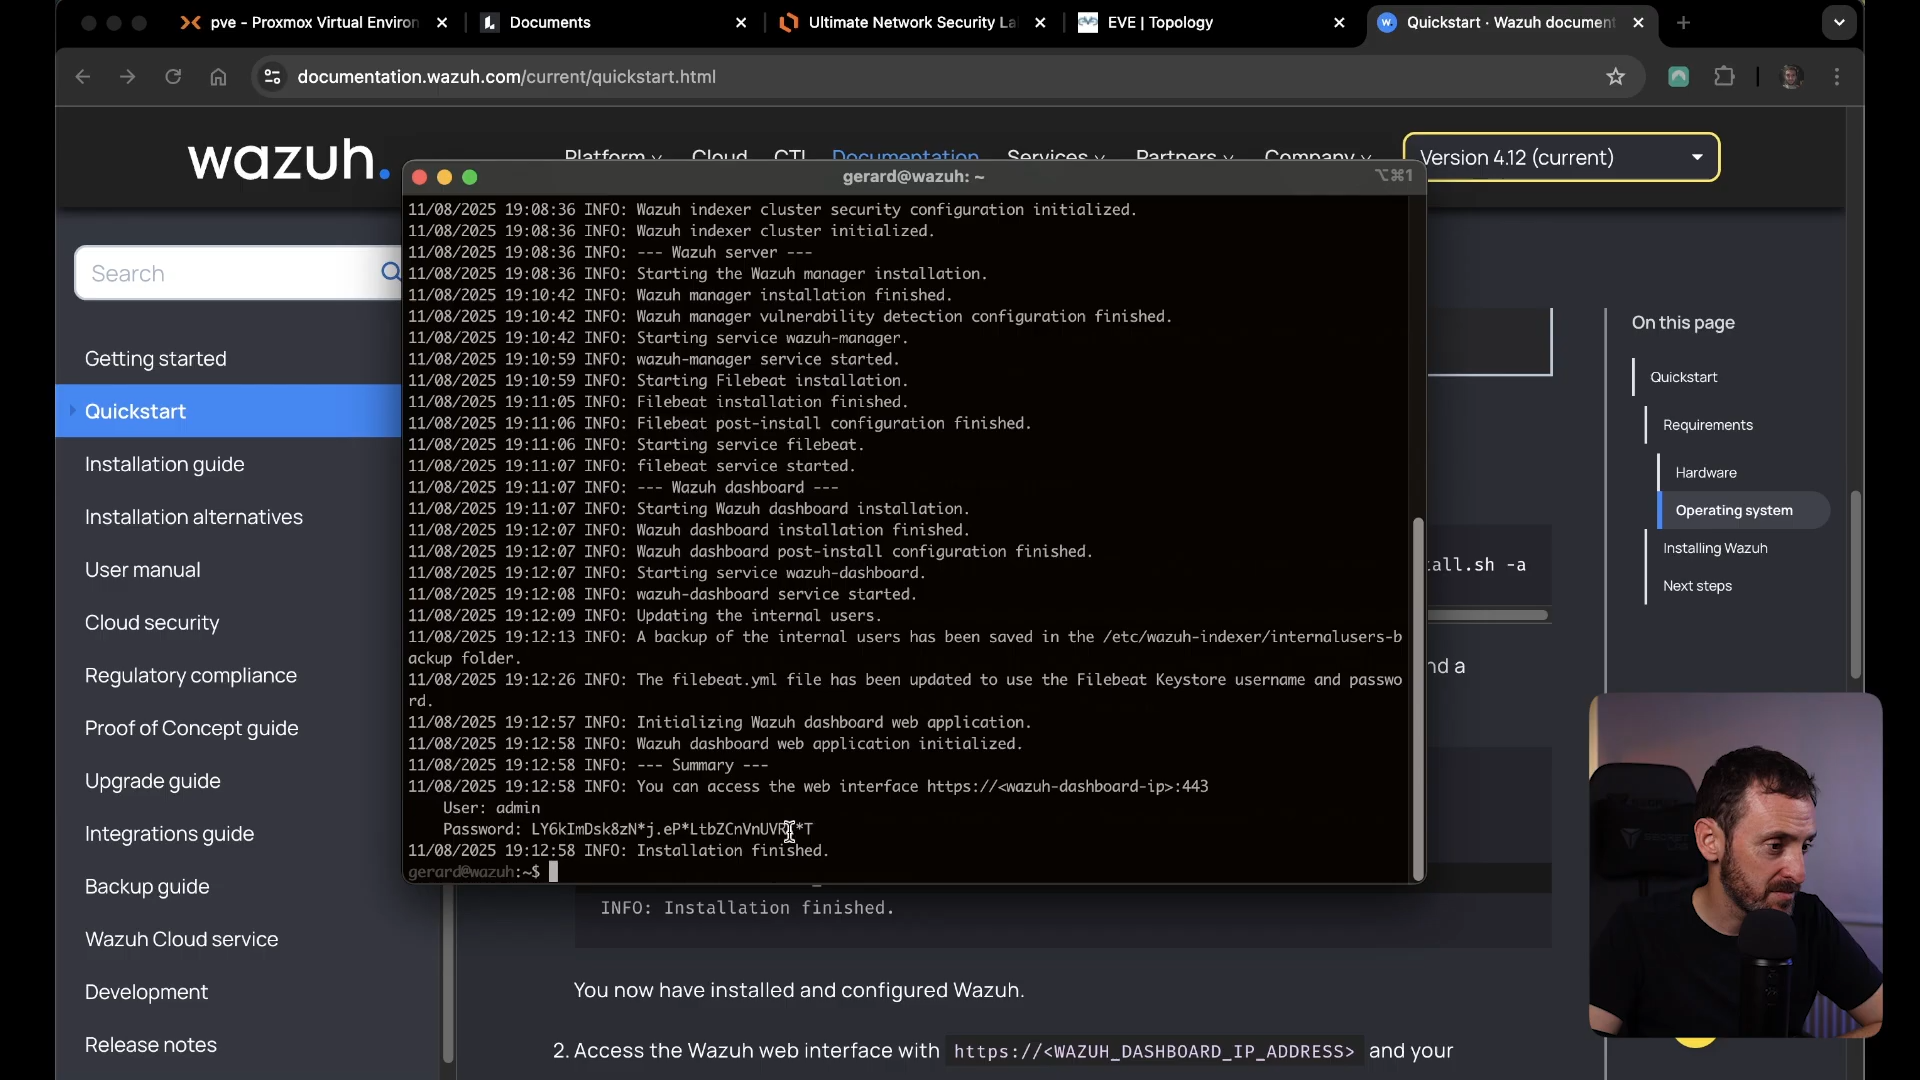 pve - Proxmox Virtual Environ
Documents
Ultimate Network Security La
EVE | Topology
Quickstart · Wazuh document
documentation.wazuh.com/current/quickstart.html
wazuh.
Platform
Cloud
CTI
Documentation
Services
Partners
Company
Version 4.12 (current)
Search
Getting started
Quickstart
Installation guide
Installation alternatives
User manual
Cloud security
Regulatory compliance
Proof of Concept guide
Upgrade guide
Integrations guide
Backup guide
Wazuh Cloud service
Development
Release notes
gerard@wazuh: ~
⌥⌘1
11/08/2025 19:08:36 INFO: Wazuh indexer cluster security configuration initialized.
11/08/2025 19:08:36 INFO: Wazuh indexer cluster initialized.
11/08/2025 19:08:36 INFO: --- Wazuh server ---
11/08/2025 19:08:36 INFO: Starting the Wazuh manager installation.
11/08/2025 19:10:42 INFO: Wazuh manager installation finished.
11/08/2025 19:10:42 INFO: Wazuh manager vulnerability detection configuration finished.
11/08/2025 19:10:42 INFO: Starting service wazuh-manager.
11/08/2025 19:10:59 INFO: wazuh-manager service started.
11/08/2025 19:10:59 INFO: Starting Filebeat installation.
11/08/2025 19:11:05 INFO: Filebeat installation finished.
11/08/2025 19:11:06 INFO: Filebeat post-install configuration finished.
11/08/2025 19:11:06 INFO: Starting service filebeat.
11/08/2025 19:11:07 INFO: filebeat service started.
11/08/2025 19:11:07 INFO: --- Wazuh dashboard ---
11/08/2025 19:11:07 INFO: Starting Wazuh dashboard installation.
11/08/2025 19:12:07 INFO: Wazuh dashboard installation finished.
11/08/2025 19:12:07 INFO: Wazuh dashboard post-install configuration finished.
11/08/2025 19:12:07 INFO: Starting service wazuh-dashboard.
11/08/2025 19:12:08 INFO: wazuh-dashboard service started.
11/08/2025 19:12:09 INFO: Updating the internal users.
11/08/2025 19:12:13 INFO: A backup of the internal users has been saved in the /etc/wazuh-indexer/internalusers-b
ackup folder.
11/08/2025 19:12:26 INFO: The filebeat.yml file has been updated to use the Filebeat Keystore username and passwo
rd.
11/08/2025 19:12:57 INFO: Initializing Wazuh dashboard web application.
11/08/2025 19:12:58 INFO: Wazuh dashboard web application initialized.
11/08/2025 19:12:58 INFO: --- Summary ---
11/08/2025 19:12:58 INFO: You can access the web interface https://<wazuh-dashboard-ip>:443
User: admin
Password:
11/08/2025 19:12:58 INFO: Installation finished.
gerard@wazuh:~$
tall.sh -a
nd a
INFO: Installation finished.
You now have installed and configured Wazuh.
2. Access the Wazuh web interface with https://<WAZUH_DASHBOARD_IP_ADDRESS> and your
On this page
Quickstart
Requirements
Hardware
Operating system
Installing Wazuh
Next steps